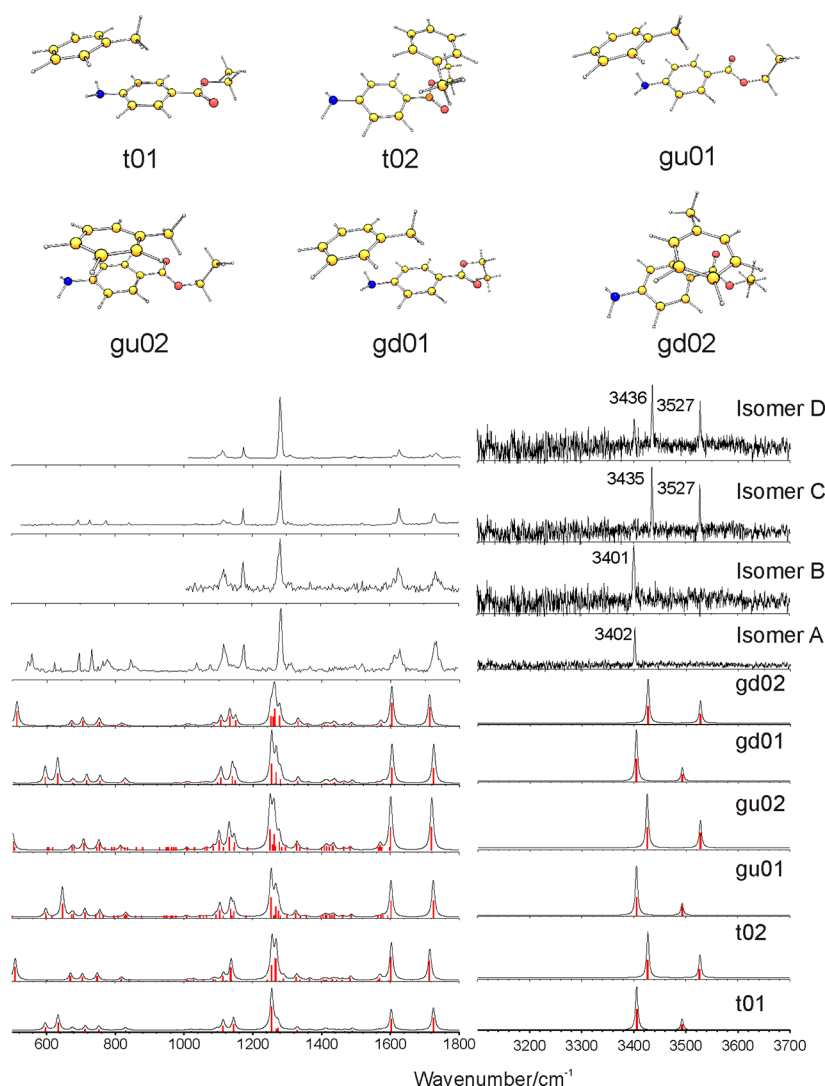 t01
t02
gu01
gu02
gd01
gd02
3436
3527
Isomer D
3435
3527
Isomer C
3401
Isomer B
3402
Isomer A
gd02
gd01
gu02
gu01
t02
t01
600 800 1000 1200 1400 1600 1800
3200 3300 3400 3500 3600 3700
Wavenumber/cm⁻¹